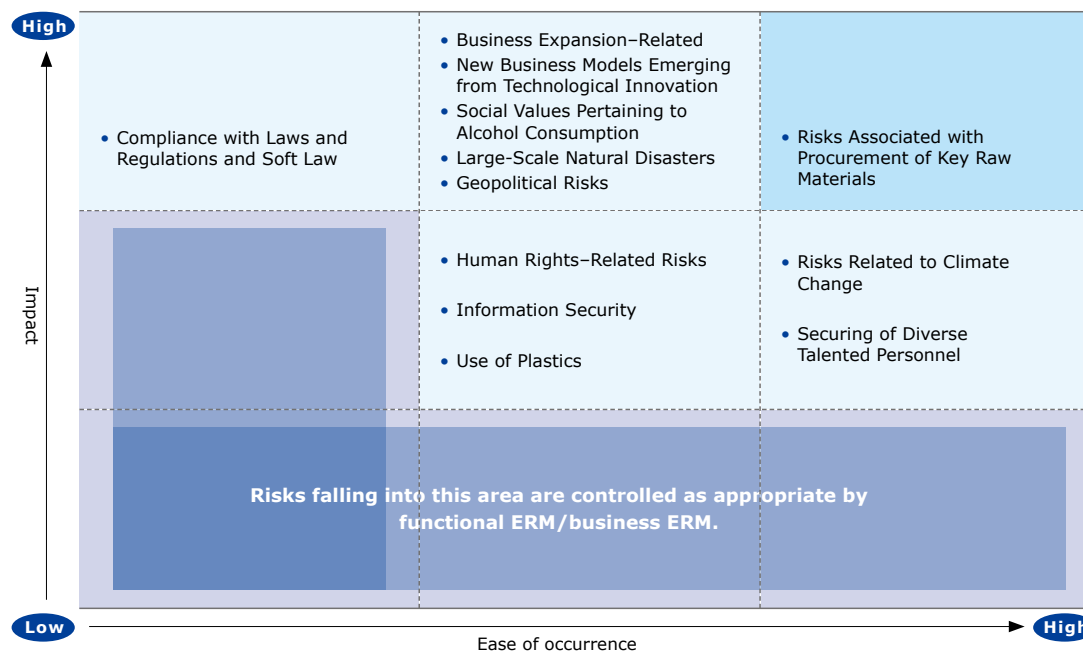 High
• Compliance with Laws and
Regulations and Soft Law
• Business Expansion–Related
• New Business Models Emerging
from Technological Innovation
• Social Values Pertaining to
Alcohol Consumption
• Large-Scale Natural Disasters
• Geopolitical Risks
• Risks Associated with
Procurement of Key Raw
Materials
Impact
• Human Rights–Related Risks
• Information Security
• Use of Plastics
• Risks Related to Climate
Change
• Securing of Diverse
Talented Personnel
Risks falling into this area are controlled as appropriate by
functional ERM/business ERM.
Low
Ease of occurrence
High